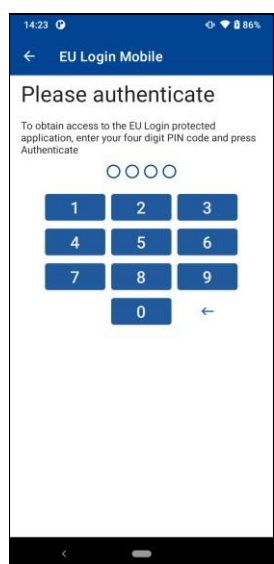 14:23 86%
← EU Login Mobile
Please authenticate
To obtain access to the EU Login protected
application, enter your four digit PIN code and press
Authenticate
1 2 3
4 5 6
7 8 9
0 ←